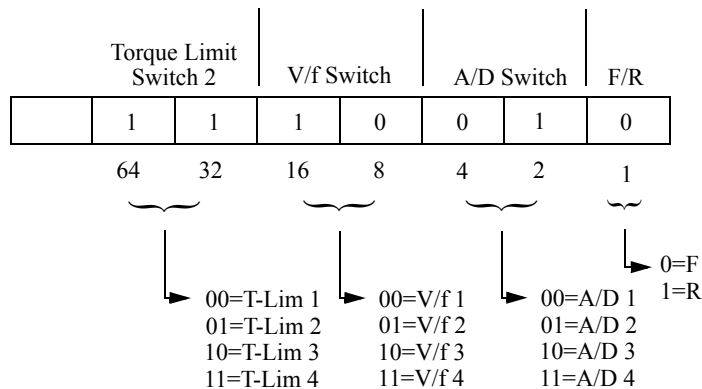 Torque Limit
Switch 2 V/f Switch A/D Switch F/R
1 1 1 0 0 1 0
64 32 16 8 4 2 1
0=F
1=R
00=T-Lim 1 00=V/f 1 00=A/D 1
01=T-Lim 2 01=V/f 2 01=A/D 2
10=T-Lim 3 10=V/f 3 10=A/D 3
11=T-Lim 4 11=V/f 4 11=A/D 4